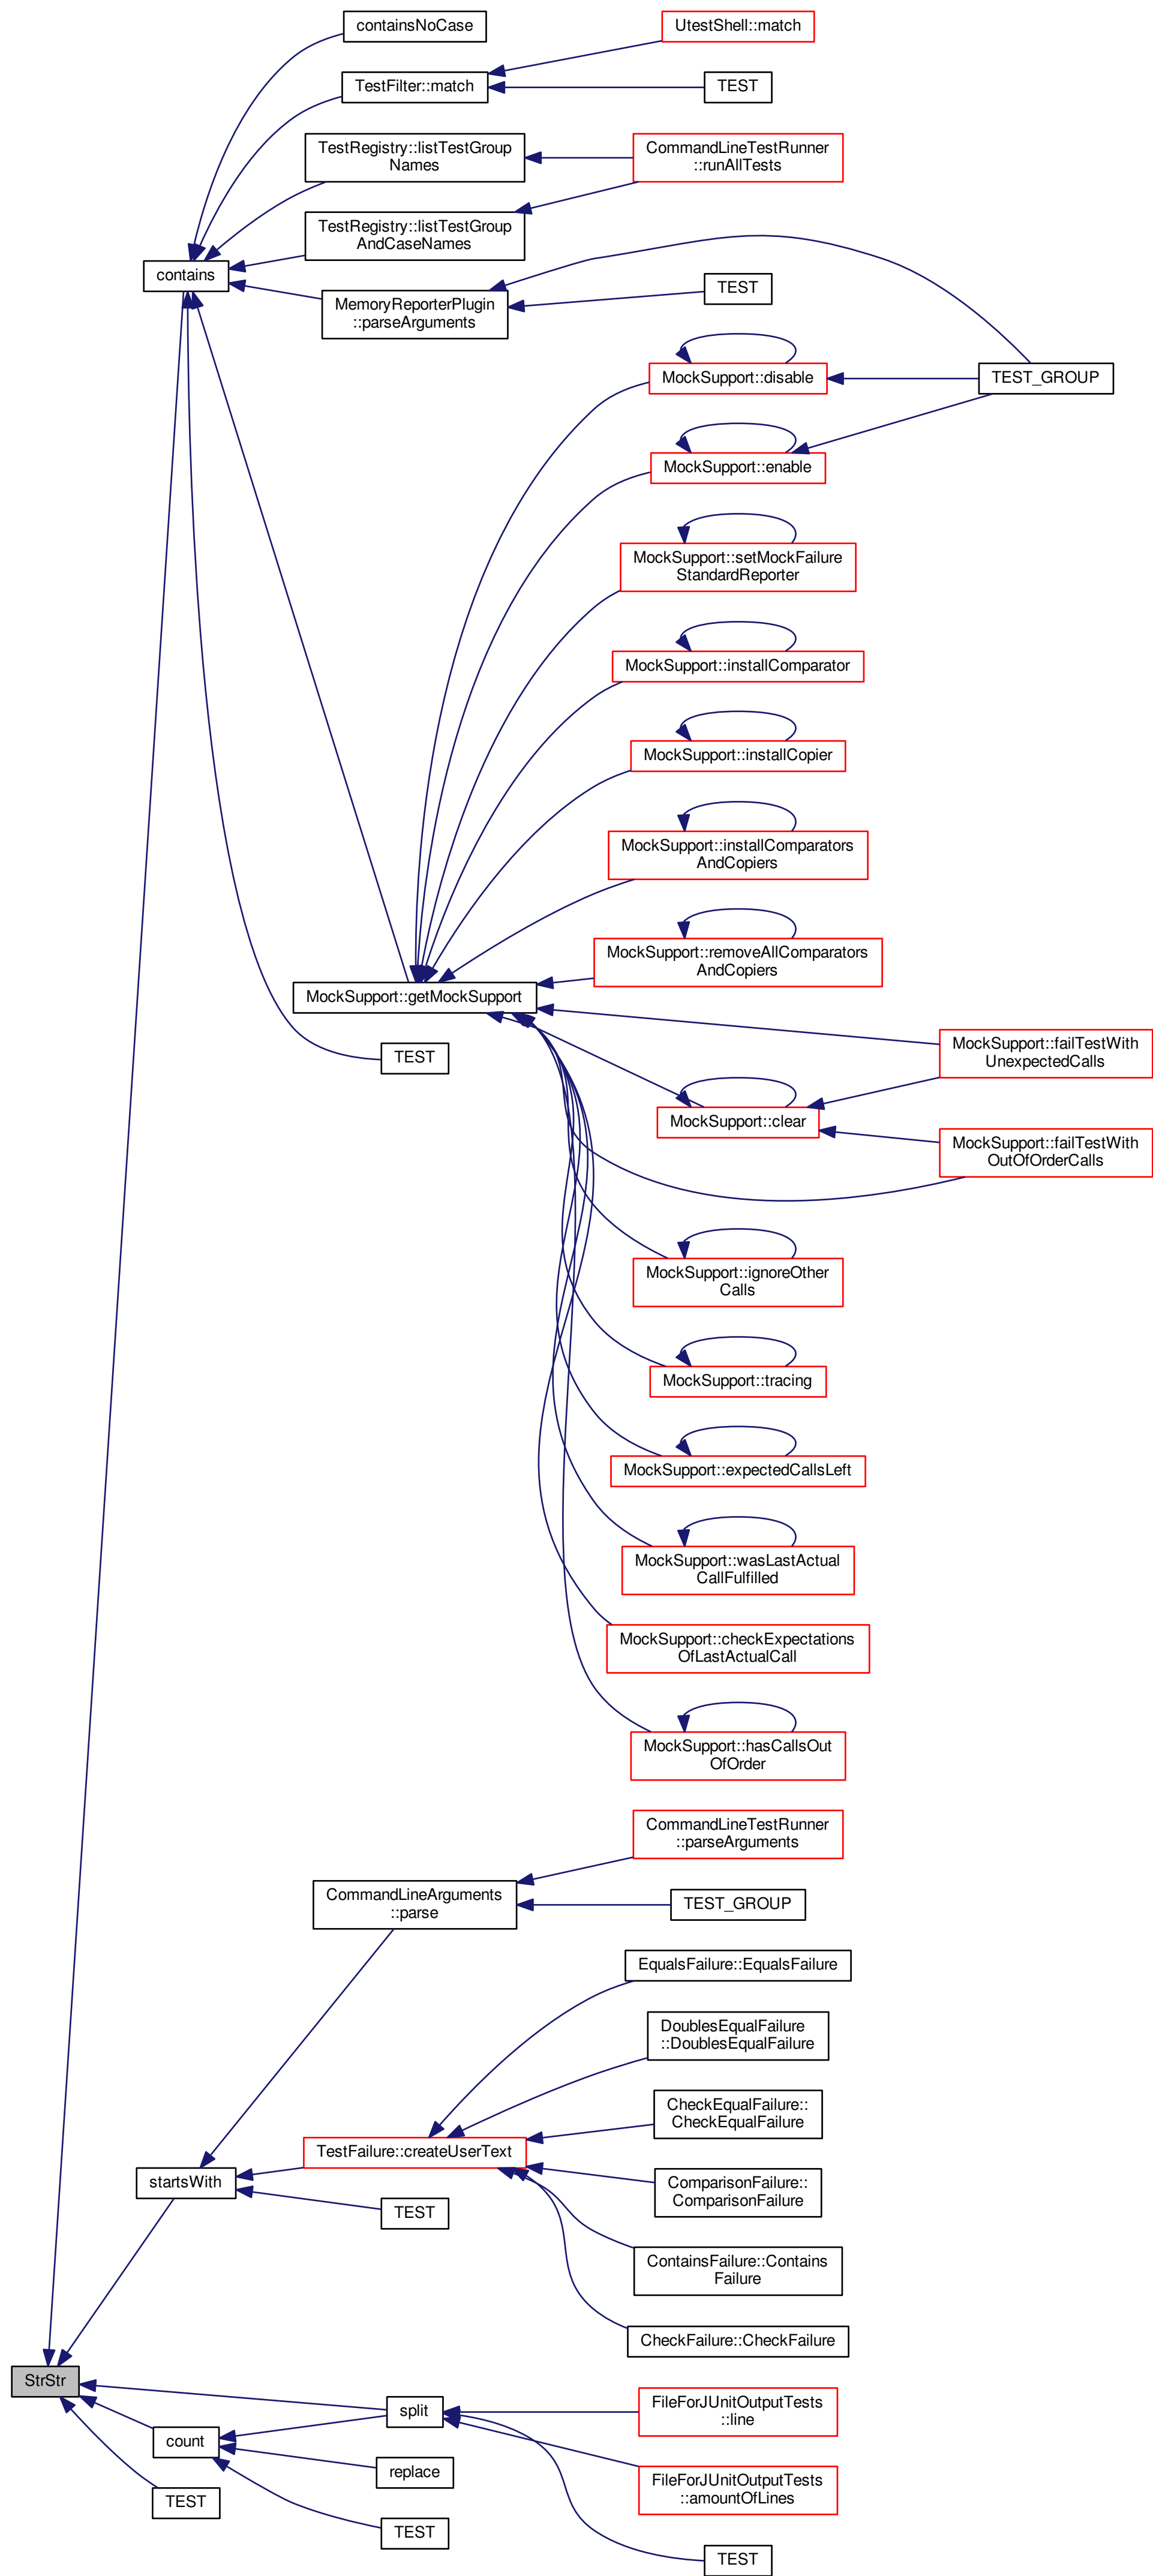 containsNoCase
UtestShell::match
TestFilter::match
TEST
TestRegistry::listTestGroup
Names
CommandLineTestRunner
::runAllTests
TestRegistry::listTestGroup
AndCaseNames
contains
MemoryReporterPlugin
::parseArguments
TEST
MockSupport::disable
TEST_GROUP
MockSupport::enable
MockSupport::setMockFailure
StandardReporter
MockSupport::installComparator
MockSupport::installCopier
MockSupport::installComparators
AndCopiers
MockSupport::removeAllComparators
AndCopiers
MockSupport::getMockSupport
TEST
MockSupport::failTestWith
UnexpectedCalls
MockSupport::clear
MockSupport::failTestWith
OutOfOrderCalls
MockSupport::ignoreOther
Calls
MockSupport::tracing
MockSupport::expectedCallsLeft
MockSupport::wasLastActual
CallFulfilled
MockSupport::checkExpectations
OfLastActualCall
MockSupport::hasCallsOut
OfOrder
CommandLineTestRunner
::parseArguments
CommandLineArguments
::parse
TEST_GROUP
EqualsFailure::EqualsFailure
DoublesEqualFailure
::DoublesEqualFailure
CheckEqualFailure::
CheckEqualFailure
TestFailure::createUserText
startsWith
ComparisonFailure::
ComparisonFailure
TEST
ContainsFailure::Contains
Failure
CheckFailure::CheckFailure
StrStr
split
FileForJUnitOutputTests
::line
count
replace
FileForJUnitOutputTests
::amountOfLines
TEST
TEST
TEST